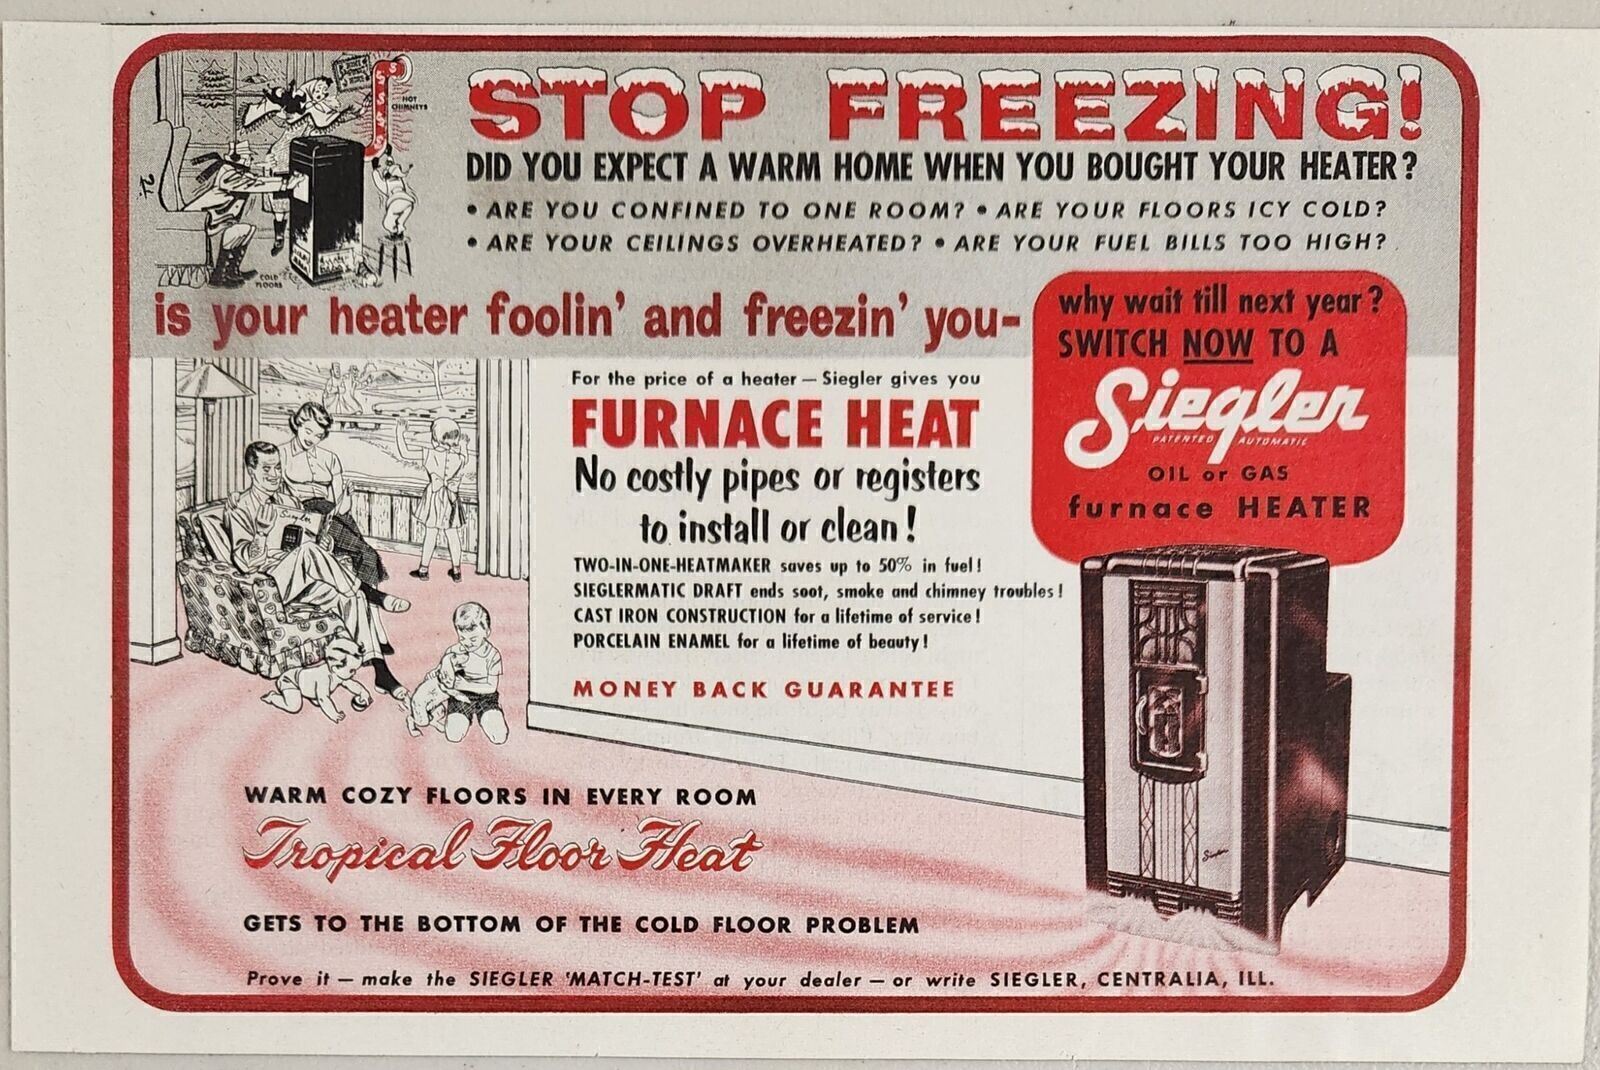 HOT
CHIMNEYS
S
S
S
S
S
COLD
FLOORS
STOP FREEZING!
DID YOU EXPECT A WARM HOME WHEN YOU BOUGHT YOUR HEATER?
• ARE YOU CONFINED TO ONE ROOM? • ARE YOUR FLOORS ICY COLD?
• ARE YOUR CEILINGS OVERHEATED? • ARE YOUR FUEL BILLS TOO HIGH?
is your heater foolin' and freezin' you-
why wait till next year?
SWITCH NOW TO A
Siegler
PATENTED AUTOMATIC
OIL or GAS
furnace HEATER
For the price of a heater — Siegler gives you
FURNACE HEAT
No costly pipes or registers
to install or clean!
TWO-IN-ONE-HEATMAKER saves up to 50% in fuel!
SIEGLERMATIC DRAFT ends soot, smoke and chimney troubles!
CAST IRON CONSTRUCTION for a lifetime of service!
PORCELAIN ENAMEL for a lifetime of beauty!
MONEY BACK GUARANTEE
Siegler
Siegler
WARM COZY FLOORS IN EVERY ROOM
Tropical Floor Heat
GETS TO THE BOTTOM OF THE COLD FLOOR PROBLEM
Prove it — make the SIEGLER 'MATCH-TEST' at your dealer — or write SIEGLER, CENTRALIA, ILL.